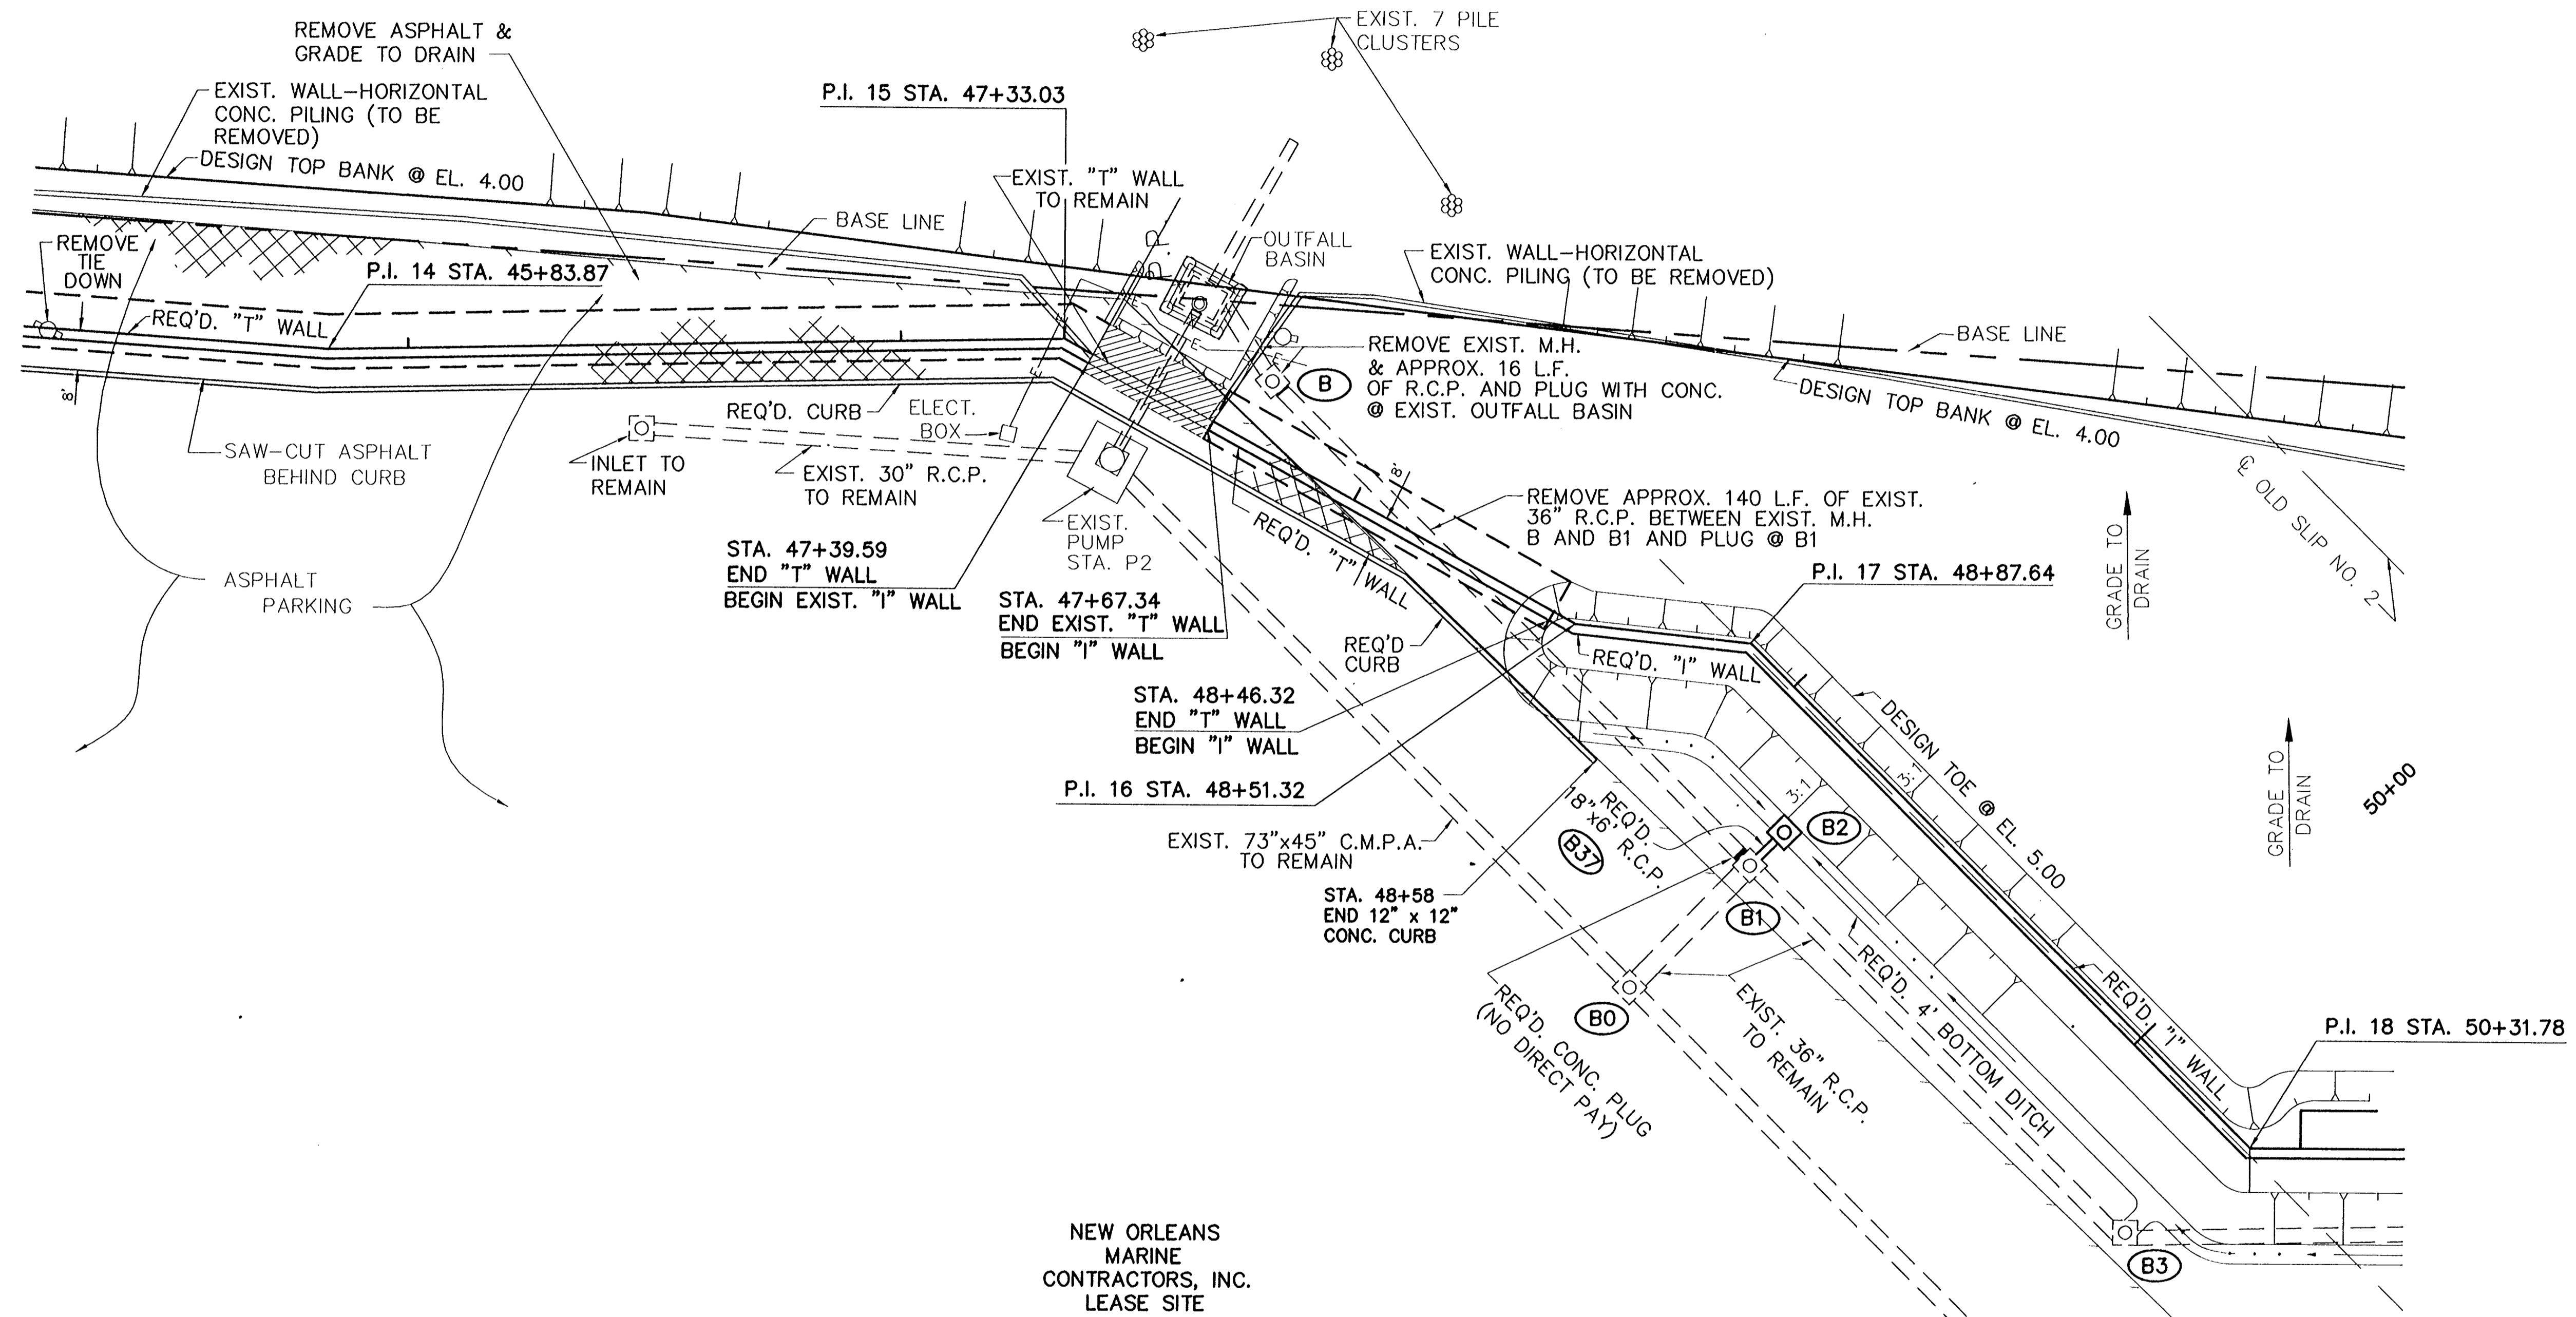 REMOVE ASPHALT &
GRADE TO DRAIN
EXIST. WALL-HORIZONTAL
CONC. PILING (TO BE
REMOVED)
DESIGN TOP BANK @ EL. 4.00
P.I. 15 STA. 47+33.03
EXIST. 7 PILE
CLUSTERS
EXIST. "T" WALL
TO REMAIN
BASE LINE
OUTFALL
BASIN
EXIST. WALL-HORIZONTAL
CONC. PILING (TO BE REMOVED)
REMOVE
TIE
DOWN
P.I. 14 STA. 45+83.87
REQ'D. "T" WALL
8'
E
E
E
E
REMOVE EXIST. M.H.
& APPROX. 16 L.F.
OF R.C.P. AND PLUG WITH CONC.
@ EXIST. OUTFALL BASIN
B
BASE LINE
DESIGN TOP BANK @ EL. 4.00
REQ'D. CURB
ELECT.
BOX
SAW-CUT ASPHALT
BEHIND CURB
INLET TO
REMAIN
EXIST. 30" R.C.P.
TO REMAIN
EXIST.
PUMP
STA. P2
8'
REQ'D. "T" WALL
REMOVE APPROX. 140 L.F. OF EXIST.
36" R.C.P. BETWEEN EXIST. M.H.
B AND B1 AND PLUG @ B1
℄ OLD SLIP NO. 2
GRADE TO
DRAIN
ASPHALT
PARKING
STA. 47+39.59
END "T" WALL
BEGIN EXIST. "I" WALL
STA. 47+67.34
END EXIST. "T" WALL
BEGIN "I" WALL
P.I. 17 STA. 48+87.64
REQ'D
CURB
REQ'D. "I" WALL
STA. 48+46.32
END "T" WALL
BEGIN "I" WALL
P.I. 16 STA. 48+51.32
DESIGN TOE @ EL. 5.00
3:1
3:1
GRADE TO
DRAIN
50+00
EXIST. 73"x45" C.M.P.A.
TO REMAIN
REQ'D.
18"x6' R.C.P.
B37
B2
STA. 48+58
END 12" x 12"
CONC. CURB
B1
B0
REQ'D. CONC. PLUG
(NO DIRECT PAY)
EXIST. 36" R.C.P.
TO REMAIN
REQ'D. 4' BOTTOM DITCH
REQ'D. "I" WALL
P.I. 18 STA. 50+31.78
B3
NEW ORLEANS
MARINE
CONTRACTORS, INC.
LEASE SITE